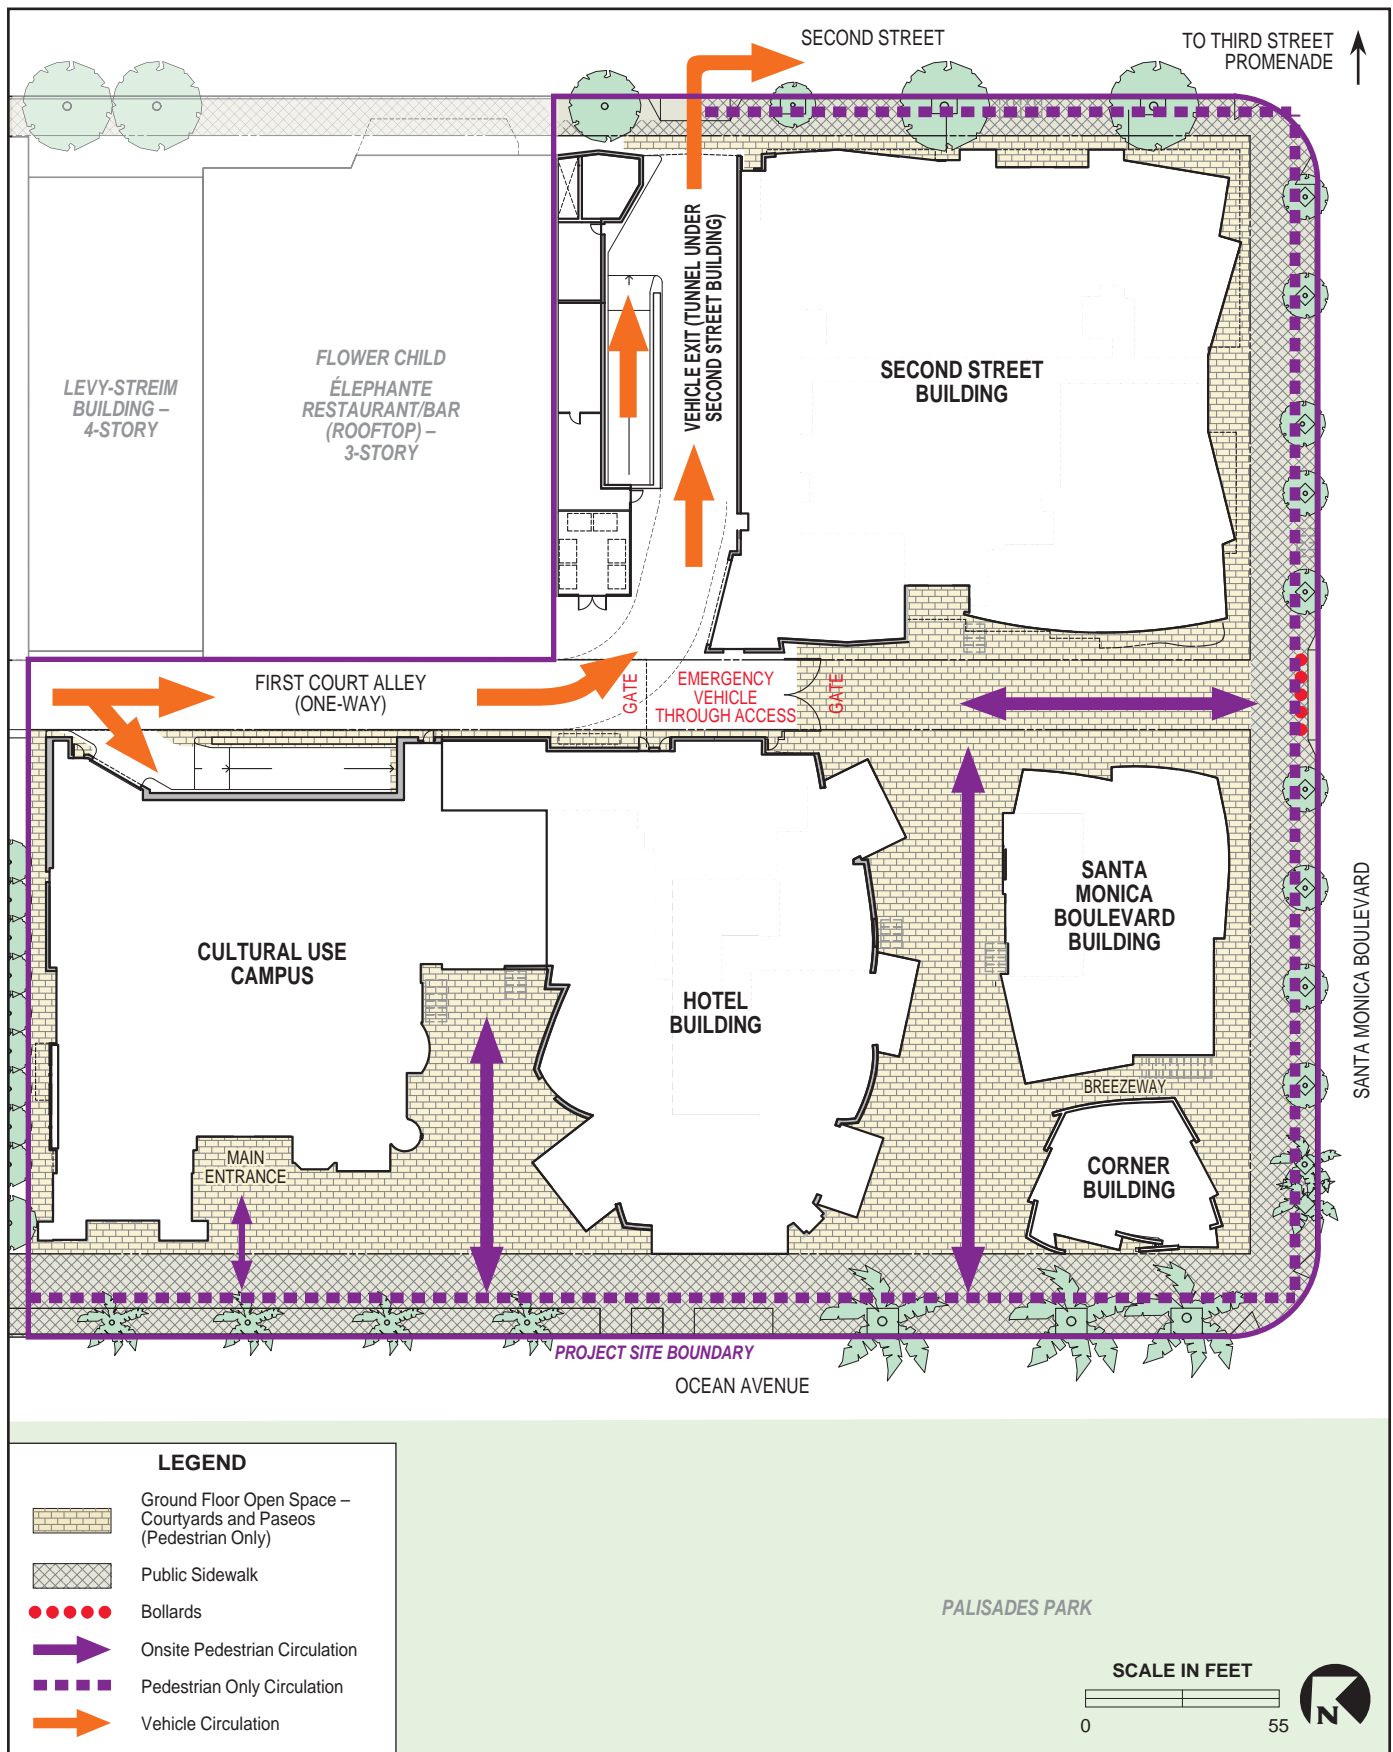 SECOND STREET
TO THIRD STREET
PROMENADE
VEHICLE EXIT (TUNNEL UNDER
SECOND STREET BUILDING)
FLOWER CHILD
ÉLEPHANTE
RESTAURANT/BAR
(ROOFTOP) –
3-STORY
LEVY-STREIM
BUILDING –
4-STORY
SECOND STREET
BUILDING
FIRST COURT ALLEY
(ONE-WAY)
GATE
EMERGENCY
VEHICLE
THROUGH ACCESS
GATE
SANTA
MONICA
BOULEVARD
BUILDING
SANTA MONICA BOULEVARD
CULTURAL USE
CAMPUS
HOTEL
BUILDING
BREEZEWAY
MAIN
ENTRANCE
CORNER
BUILDING
PROJECT SITE BOUNDARY
OCEAN AVENUE
LEGEND
Ground Floor Open Space –
Courtyards and Paseos
(Pedestrian Only)
Public Sidewalk
Bollards
Onsite Pedestrian Circulation
Pedestrian Only Circulation
Vehicle Circulation
PALISADES PARK
SCALE IN FEET
0 55
N